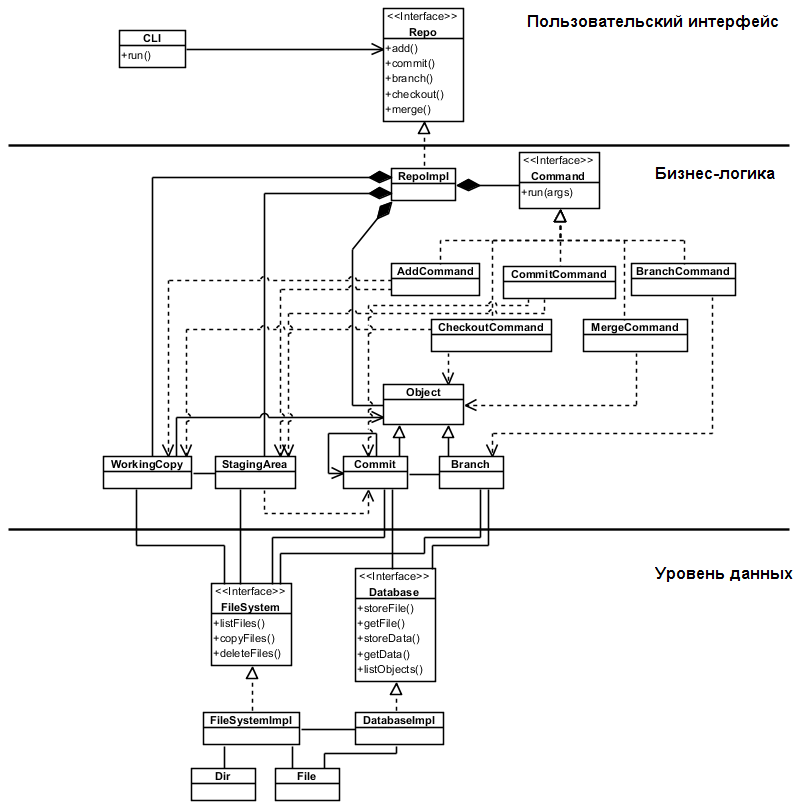 Пользовательский интерфейс
<<Interface>>
Repo
+add()
+commit()
+branch()
+checkout()
+merge()
CLI
+run()
Бизнес-логика
RepoImpl
<<Interface>>
Command
+run(args)
AddCommand
CommitCommand
BranchCommand
CheckoutCommand
MergeCommand
Object
WorkingCopy
StagingArea
Commit
Branch
Уровень данных
<<Interface>>
FileSystem
+listFiles()
+copyFiles()
+deleteFiles()
<<Interface>>
Database
+storeFile()
+getFile()
+storeData()
+getData()
+listObjects()
FileSystemImpl
DatabaseImpl
Dir
File